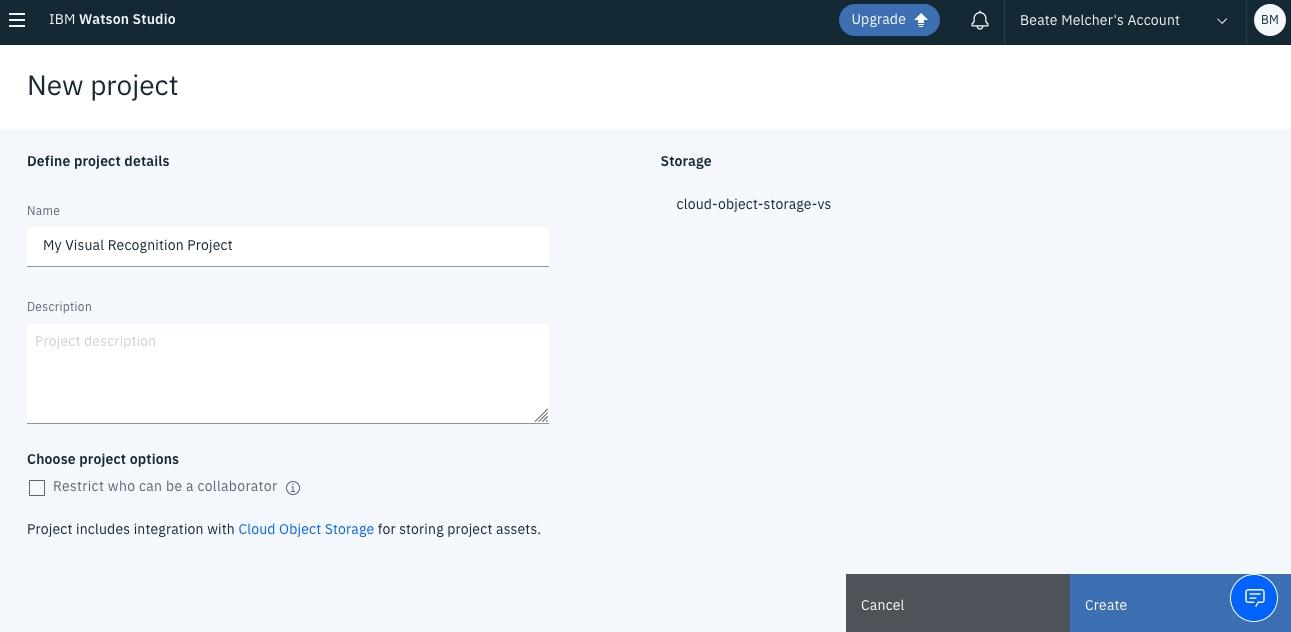 IBM Watson Studio
Upgrade
Beate Melcher's Account
BM
New project
Define project details
Name
My Visual Recognition Project
Description
Project description
Choose project options
Restrict who can be a collaborator
Project includes integration with Cloud Object Storage for storing project assets.
Storage
cloud-object-storage-vs
Cancel
Create